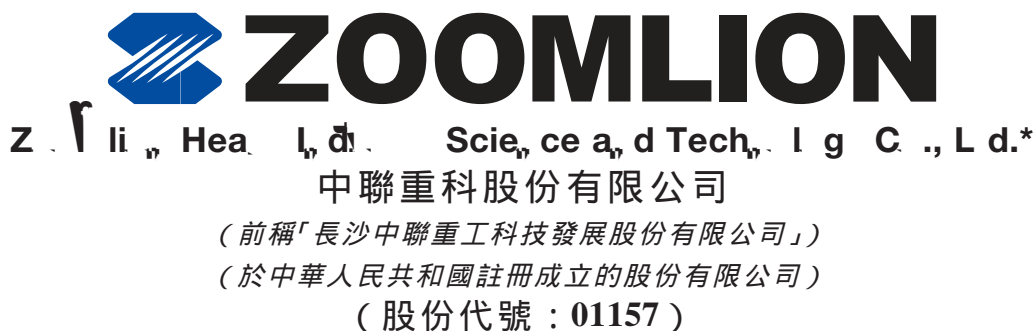 ZOOMLION
Science and
中聯重科股份有限公司
（前稱「長沙中聯重工科技發展股份有限公司」）
（於中華人民共和國註冊成立的股份有限公司）
（股份代號：01157）